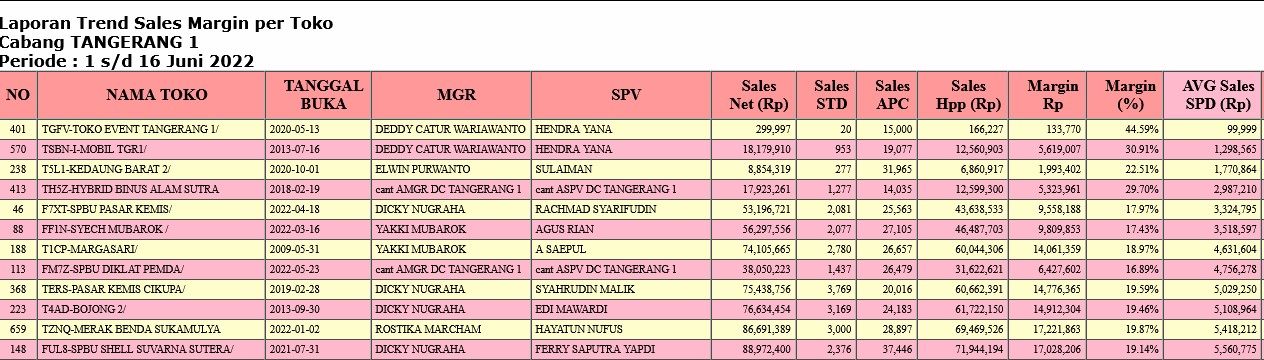 Laporan Trend Sales Margin per Toko
Cabang TANGERANG 1
Periode : 1 s/d 16 Juni 2022
NO NAMA TOKO TANGGAL BUKA MGR SPV Sales Net (Rp) Sales STD Sales APC Sales Hpp (Rp) Margin Rp Margin (%) AVG Sales SPD (Rp)
401 TGFV-TOKO EVENT TANGERANG 1/ 2020-05-13 DEDDY CATUR WARIAWANTO HENDRA YANA 299,997 20 15,000 166,227 133,770 44.59% 99,999
570 TSBN-I-MOBIL TGR1/ 2013-07-16 DEDDY CATUR WARIAWANTO HENDRA YANA 18,179,910 953 19,077 12,560,903 5,619,007 30.91% 1,298,565
238 T5L1-KEDAUNG BARAT 2/ 2020-10-01 ELWIN PURWANTO SULAIMAN 8,854,319 277 31,965 6,860,917 1,993,402 22.51% 1,770,864
413 TH5Z-HYBRID BINUS ALAM SUTRA 2018-02-19 cant AMGR DC TANGERANG 1 cant ASPV DC TANGERANG 1 17,923,261 1,277 14,035 12,599,300 5,323,961 29.70% 2,987,210
46 F7XT-SPBU PASAR KEMIS/ 2022-04-18 DICKY NUGRAHA RACHMAD SYARIFUDIN 53,196,721 2,081 25,563 43,638,533 9,558,188 17.97% 3,324,795
88 FF1N-SYECH MUBAROK / 2022-03-16 YAKKI MUBAROK AGUS RIAN 56,297,556 2,077 27,105 46,487,703 9,809,853 17.43% 3,518,597
188 T1CP-MARGASARI/ 2009-05-31 YAKKI MUBAROK A SAEPUL 74,105,665 2,780 26,657 60,044,306 14,061,359 18.97% 4,631,604
113 FM7Z-SPBU DIKLAT PEMDA/ 2022-05-23 cant AMGR DC TANGERANG 1 cant ASPV DC TANGERANG 1 38,050,223 1,437 26,479 31,622,621 6,427,602 16.89% 4,756,278
368 TERS-PASAR KEMIS CIKUPA/ 2019-02-28 DICKY NUGRAHA SYAHRUDIN MALIK 75,438,756 3,769 20,016 60,662,391 14,776,365 19.59% 5,029,250
223 T4AD-BOJONG 2/ 2013-09-30 DICKY NUGRAHA EDI MAWARDI 76,634,454 3,169 24,183 61,722,150 14,912,304 19.46% 5,108,964
659 TZNQ-MERAK BENDA SUKAMULYA 2022-01-02 ROSTIKA MARCHAM HAYATUN NUFUS 86,691,389 3,000 28,897 69,469,526 17,221,863 19.87% 5,418,212
148 FUL8-SPBU SHELL SUVARNA SUTERA/ 2021-07-31 DICKY NUGRAHA FERRY SAPUTRA YAPDI 88,972,400 2,376 37,446 71,944,194 17,028,206 19.14% 5,560,775